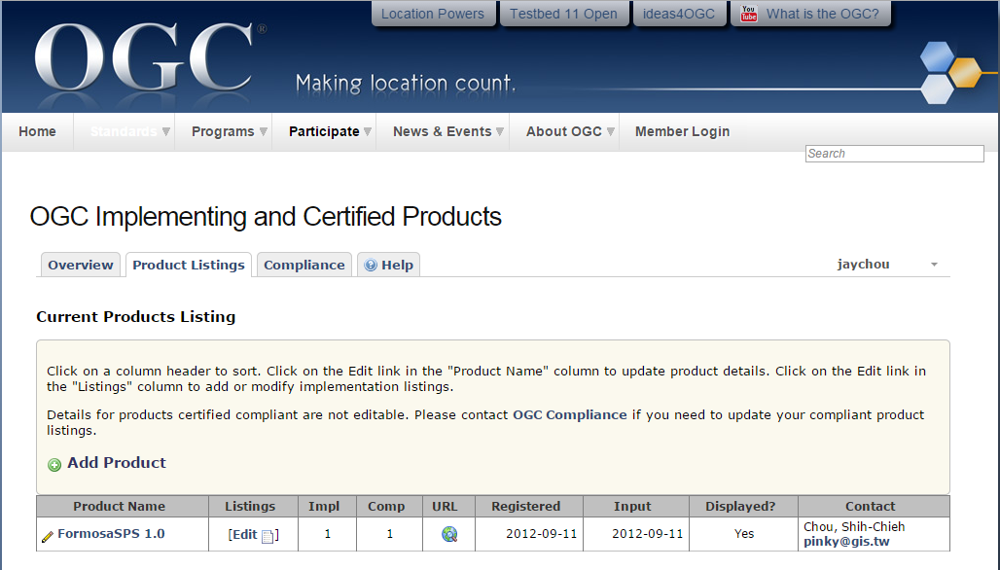 Location Powers
Testbed 11 Open
ideas4OGC
You Tube What is the OGC?
OGC®
Making location count.
Home
Standards
Programs
Participate
News & Events
About OGC
Member Login
Search
OGC Implementing and Certified Products
Overview
Product Listings
Compliance
Help
jaychou
Current Products Listing
Click on a column header to sort. Click on the Edit link in the "Product Name" column to update product details. Click on the Edit link in
the "Listings" column to add or modify implementation listings.
Details for products certified compliant are not editable. Please contact OGC Compliance if you need to update your compliant product
listings.
Add Product
Product Name Listings Impl Comp URL Registered Input Displayed? Contact
FormosaSPS 1.0 [Edit ] 1 1 2012-09-11 2012-09-11 Yes Chou, Shih-Chieh
pinky@gis.tw